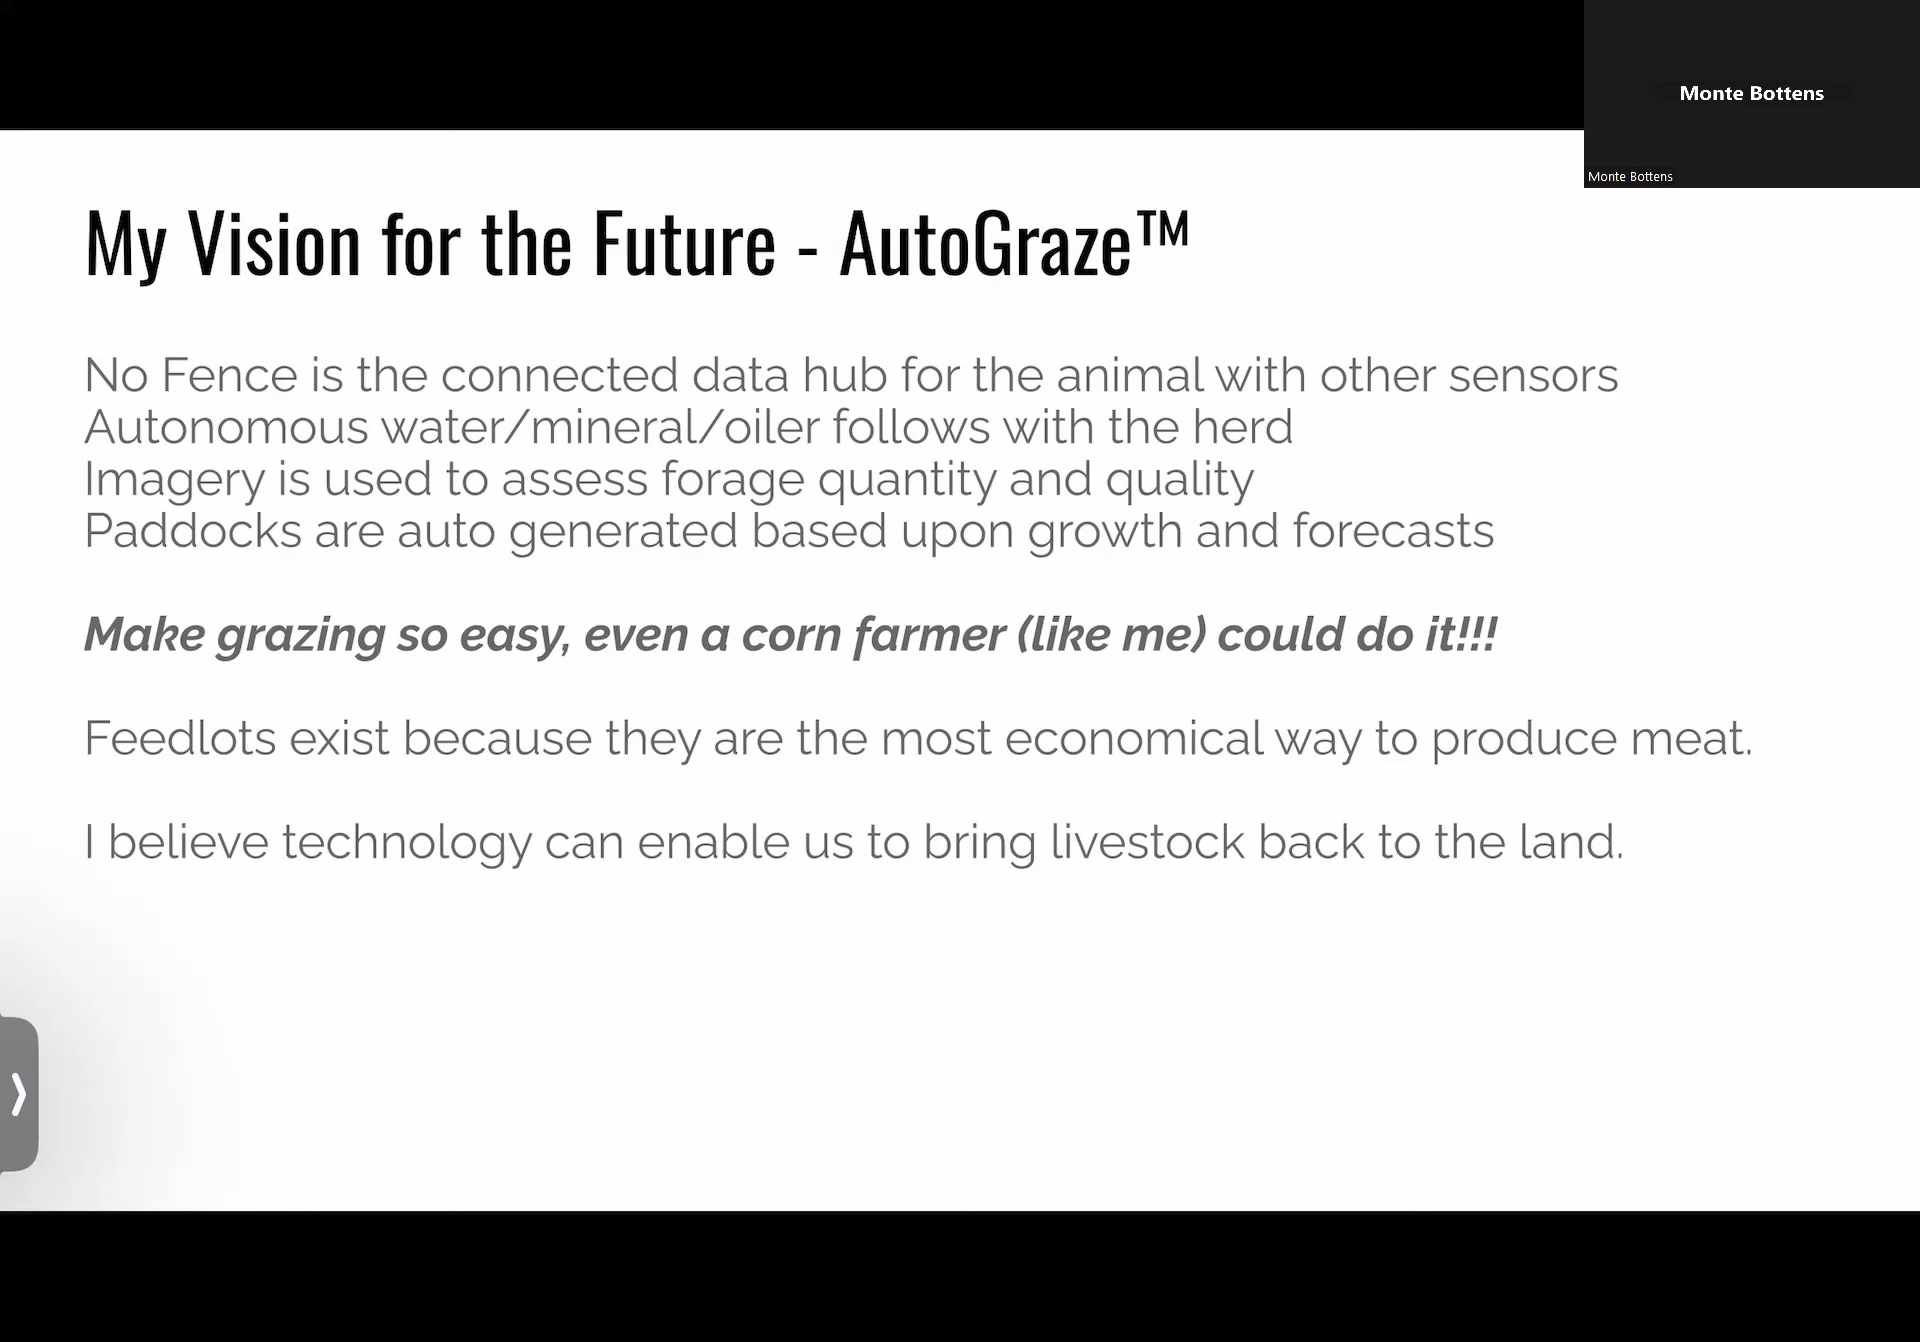 Monte Bottens
Monte Bottens
My Vision for the Future - AutoGraze™
No Fence is the connected data hub for the animal with other sensors
Autonomous water/mineral/oiler follows with the herd
Imagery is used to assess forage quantity and quality
Paddocks are auto generated based upon growth and forecasts
Make grazing so easy, even a corn farmer (like me) could do it!!!
Feedlots exist because they are the most economical way to produce meat.
I believe technology can enable us to bring livestock back to the land.